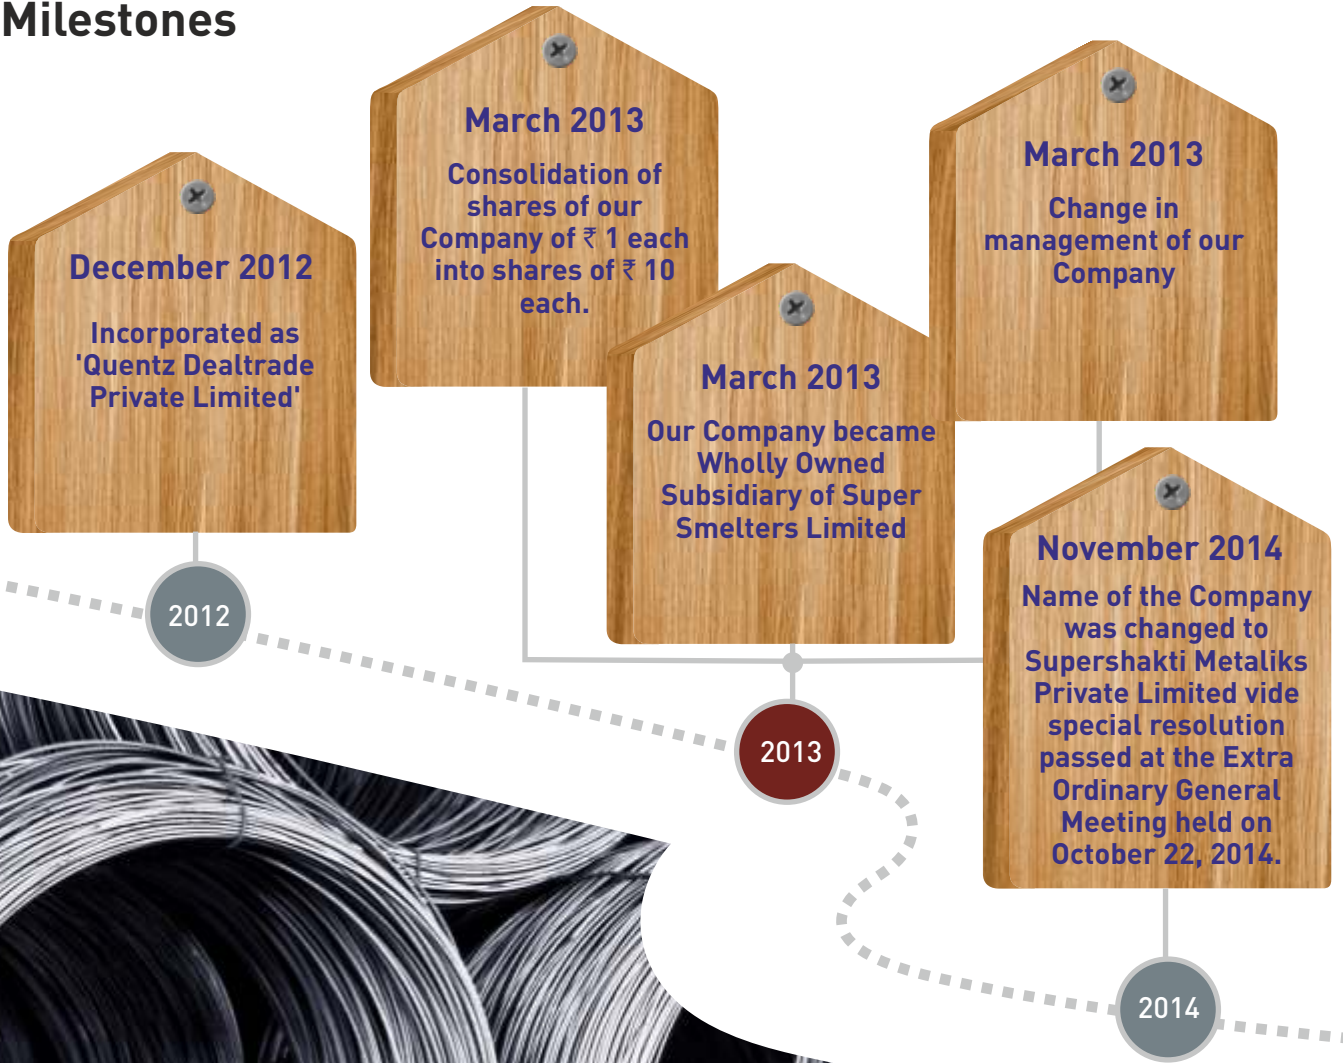 Milestones
December 2012
Incorporated as
'Quentz Dealtrade
Private Limited'
2012
March 2013
Consolidation of
shares of our
Company of ₹ 1 each
into shares of ₹ 10
each.
March 2013
Our Company became
Wholly Owned
Subsidiary of Super
Smelters Limited
March 2013
Change in
management of our
Company
2013
November 2014
Name of the Company
was changed to
Supershakti Metaliks
Private Limited vide
special resolution
passed at the Extra
Ordinary General
Meeting held on
October 22, 2014.
2014